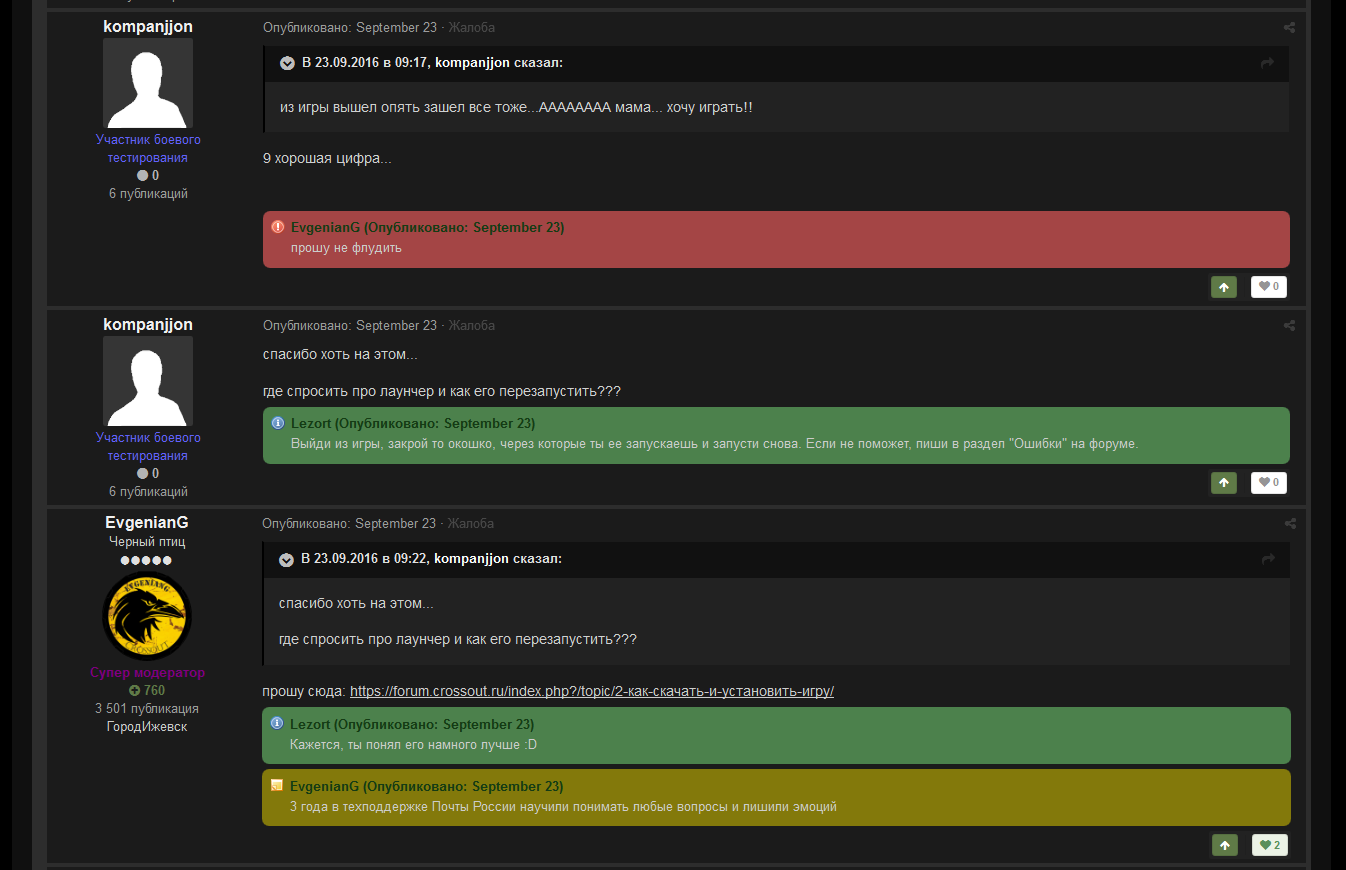 kompanjjon
Опубликовано: September 23 · Жалоба
В 23.09.2016 в 09:17, kompanjjon сказал:
из игры вышел опять зашел все тоже...АААААААА мама... хочу играть!!
Участник боевого
тестирования
0
6 публикаций
9 хорошая цифра...
EvgenianG (Опубликовано: September 23)
прошу не флудить
0
kompanjjon
Опубликовано: September 23 · Жалоба
Участник боевого
тестирования
0
6 публикаций
спасибо хоть на этом...
где спросить про лаунчер и как его перезапустить???
Lezort (Опубликовано: September 23)
Выйди из игры, закрой то окошко, через которые ты ее запускаешь и запусти снова. Если не поможет, пиши в раздел "Ошибки" на форуме.
0
EvgenianG
Черный птиц
EVGENIANG
CROSSOUT
Супер модератор
760
3 501 публикация
ГородИжевск
Опубликовано: September 23 · Жалоба
В 23.09.2016 в 09:22, kompanjjon сказал:
спасибо хоть на этом...
где спросить про лаунчер и как его перезапустить???
прошу сюда: https://forum.crossout.ru/index.php?/topic/2-как-скачать-и-установить-игру/
Lezort (Опубликовано: September 23)
Кажется, ты понял его намного лучше :D
EvgenianG (Опубликовано: September 23)
3 года в техподдержке Почты России научили понимать любые вопросы и лишили эмоций
2